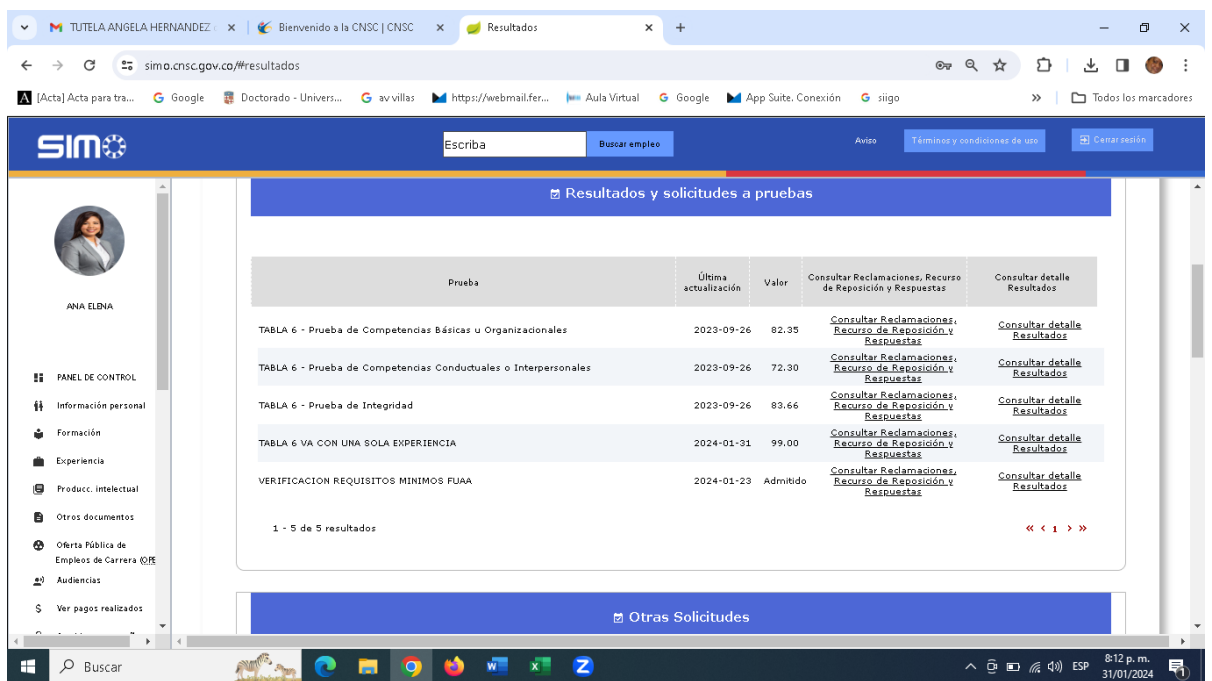 TUTELA ANGELA HERNANDEZ
Bienvenido a la CNSC | CNSC
Resultados
simo.cnsc.gov.co/#resultados
[Acta] Acta para tra...
Google
Doctorado - Univers...
av villas
https://webmail.fer...
Aula Virtual
Google
App Suite. Conexión
siigo
Todos los marcadores
SIMO
Escriba
Buscar empleo
Aviso
Términos y condiciones de uso
Cerrar sesión
ANA ELENA
PANEL DE CONTROL
Información personal
Formación
Experiencia
Producc. intelectual
Otros documentos
Oferta Pública de
Empleos de Carrera (OPE
Audiencias
Ver pagos realizados
Resultados y solicitudes a pruebas
Prueba
Última
actualización
Valor
Consultar Reclamaciones, Recurso
de Reposición y Respuestas
Consultar detalle
Resultados
TABLA 6 - Prueba de Competencias Básicas u Organizacionales
2023-09-26
82.35
Consultar Reclamaciones,
Recurso de Reposición y
Respuestas
Consultar detalle
Resultados
TABLA 6 - Prueba de Competencias Conductuales o Interpersonales
2023-09-26
72.30
Consultar Reclamaciones,
Recurso de Reposición y
Respuestas
Consultar detalle
Resultados
TABLA 6 - Prueba de Integridad
2023-09-26
83.66
Consultar Reclamaciones,
Recurso de Reposición y
Respuestas
Consultar detalle
Resultados
TABLA 6 VA CON UNA SOLA EXPERIENCIA
2024-01-31
99.00
Consultar Reclamaciones,
Recurso de Reposición y
Respuestas
Consultar detalle
Resultados
VERIFICACION REQUISITOS MINIMOS FUAA
2024-01-23
Admitido
Consultar Reclamaciones,
Recurso de Reposición y
Respuestas
Consultar detalle
Resultados
1 - 5 de 5 resultados
« < 1 > »
Otras Solicitudes
Buscar
ESP
8:12 p. m.
31/01/2024
1